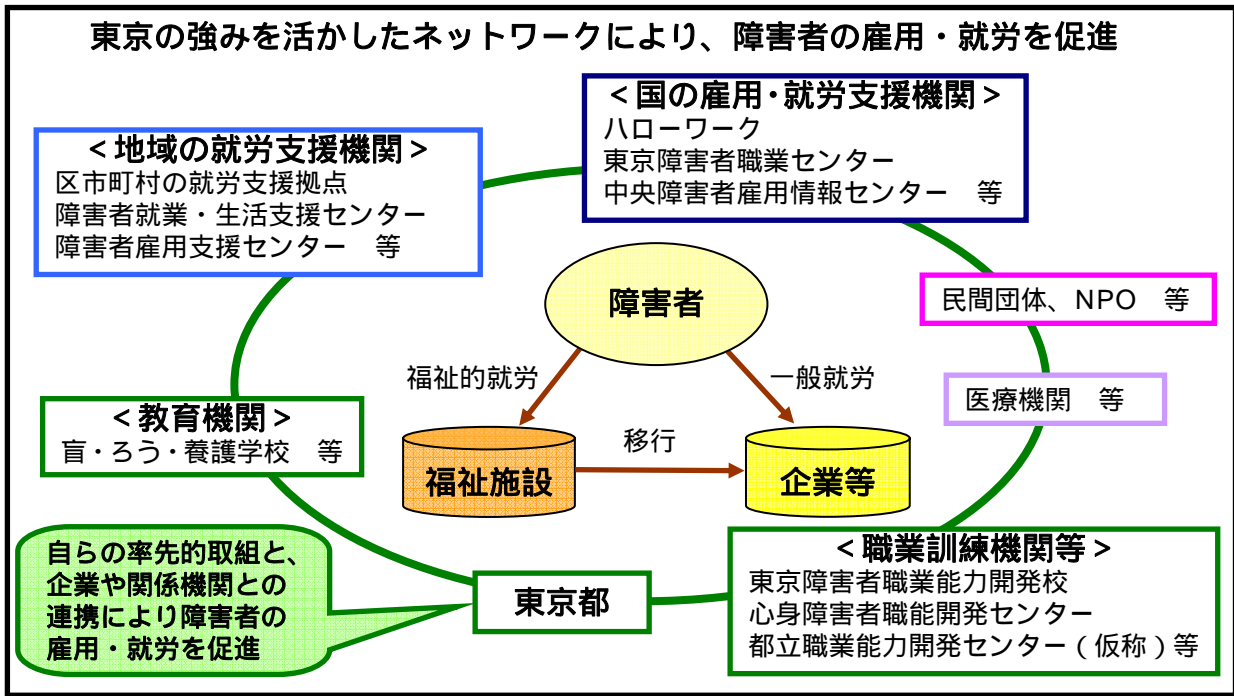 東京の強みを活かしたネットワークにより、障害者の雇用・就労を促進
＜国の雇用・就労支援機関＞
ハローワーク
東京障害者職業センター
中央障害者雇用情報センター　等
＜地域の就労支援機関＞
区市町村の就労支援拠点
障害者就業・生活支援センター
障害者雇用支援センター　等
障害者
民間団体、NPO　等
福祉的就労
一般就労
医療機関　等
＜教育機関＞
盲・ろう・養護学校　等
移行
福祉施設
企業等
自らの率先的取組と、
企業や関係機関との
連携により障害者の
雇用・就労を促進
東京都
＜職業訓練機関等＞
東京障害者職業能力開発校
心身障害者職能開発センター
都立職業能力開発センター（仮称）等